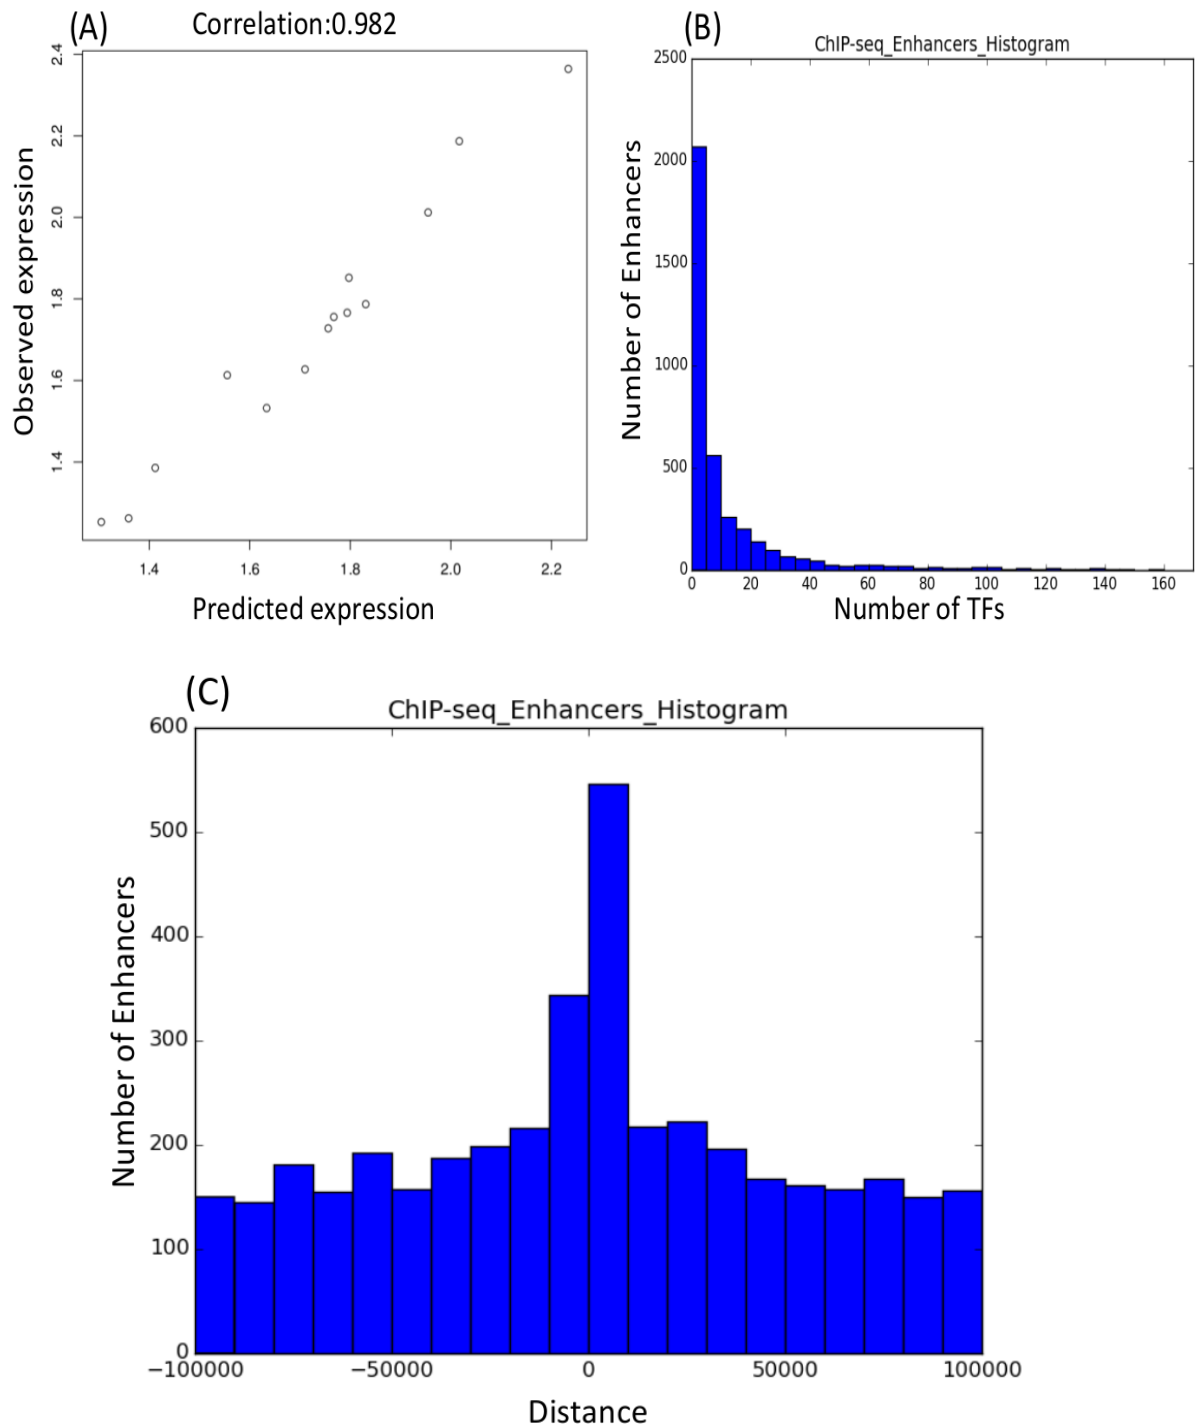 (A)
Correlation:0.982
2.4
2.2
2.0
1.8
1.6
1.4
Observed expression
1.4 1.6 1.8 2.0 2.2
Predicted expression
(B)
ChIP-seq_Enhancers_Histogram
2500
2000
1500
1000
500
0
Number of Enhancers
0 20 40 60 80 100 120 140 160
Number of TFs
(C)
ChIP-seq_Enhancers_Histogram
600
500
400
300
200
100
0
Number of Enhancers
−100000 −50000 0 50000 100000
Distance